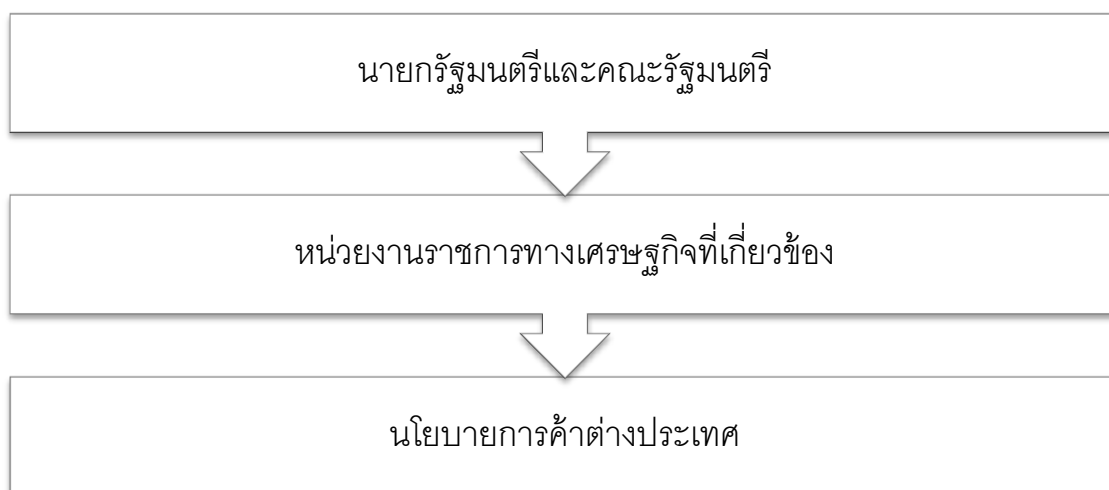 นายกรัฐมนตรีและคณะรัฐมนตรี
หน่วยงานราชการทางเศรษฐกิจที่เกี่ยวข้อง
นโยบายการค้าต่างประเทศ